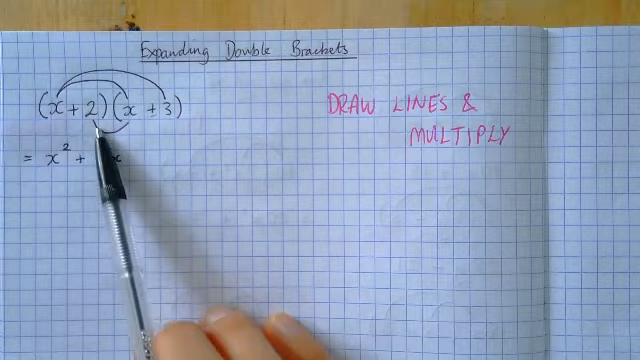 Expanding Double Brackets
(x + 2)(x + 3)
= x² + x
DRAW LINES &
MULTIPLY